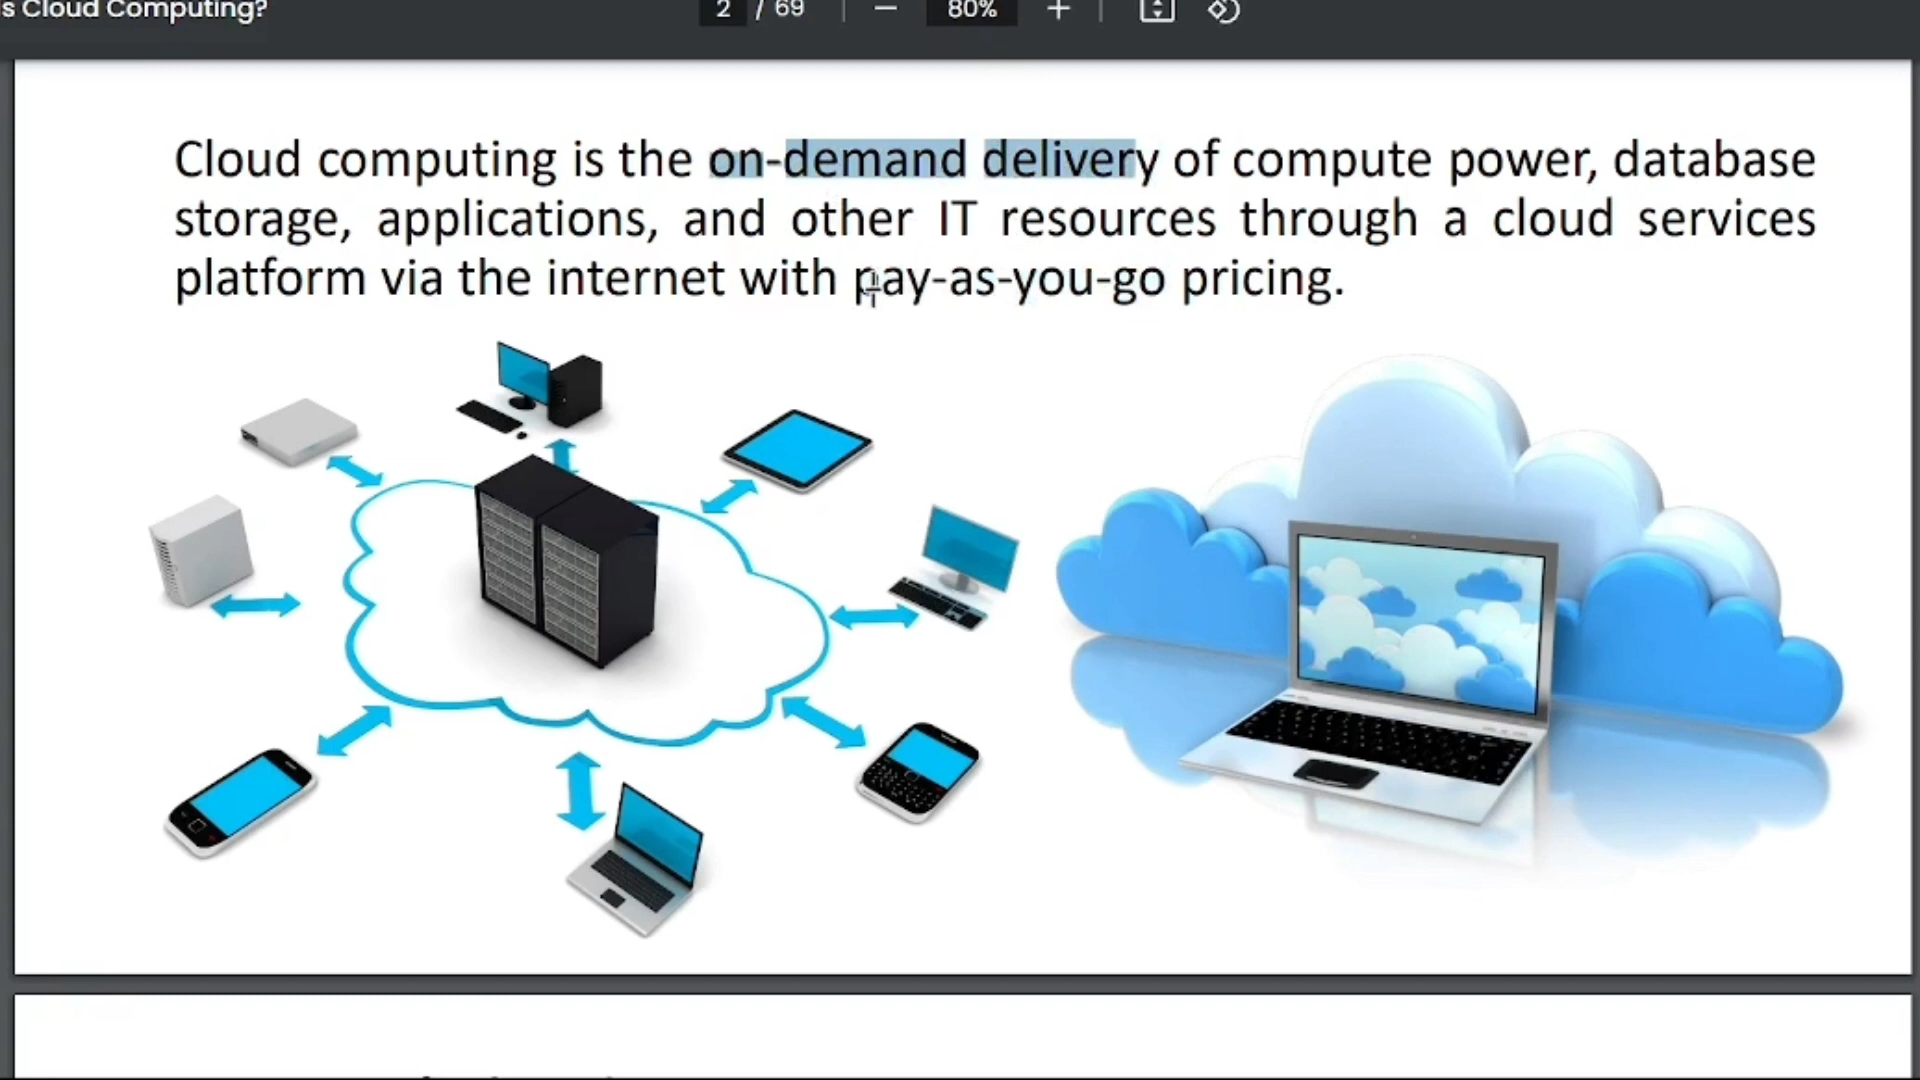 s Cloud Computing?
2 / 69
80%
Cloud computing is the on-demand delivery of compute power, database
storage, applications, and other IT resources through a cloud services
platform via the internet with pay-as-you-go pricing.